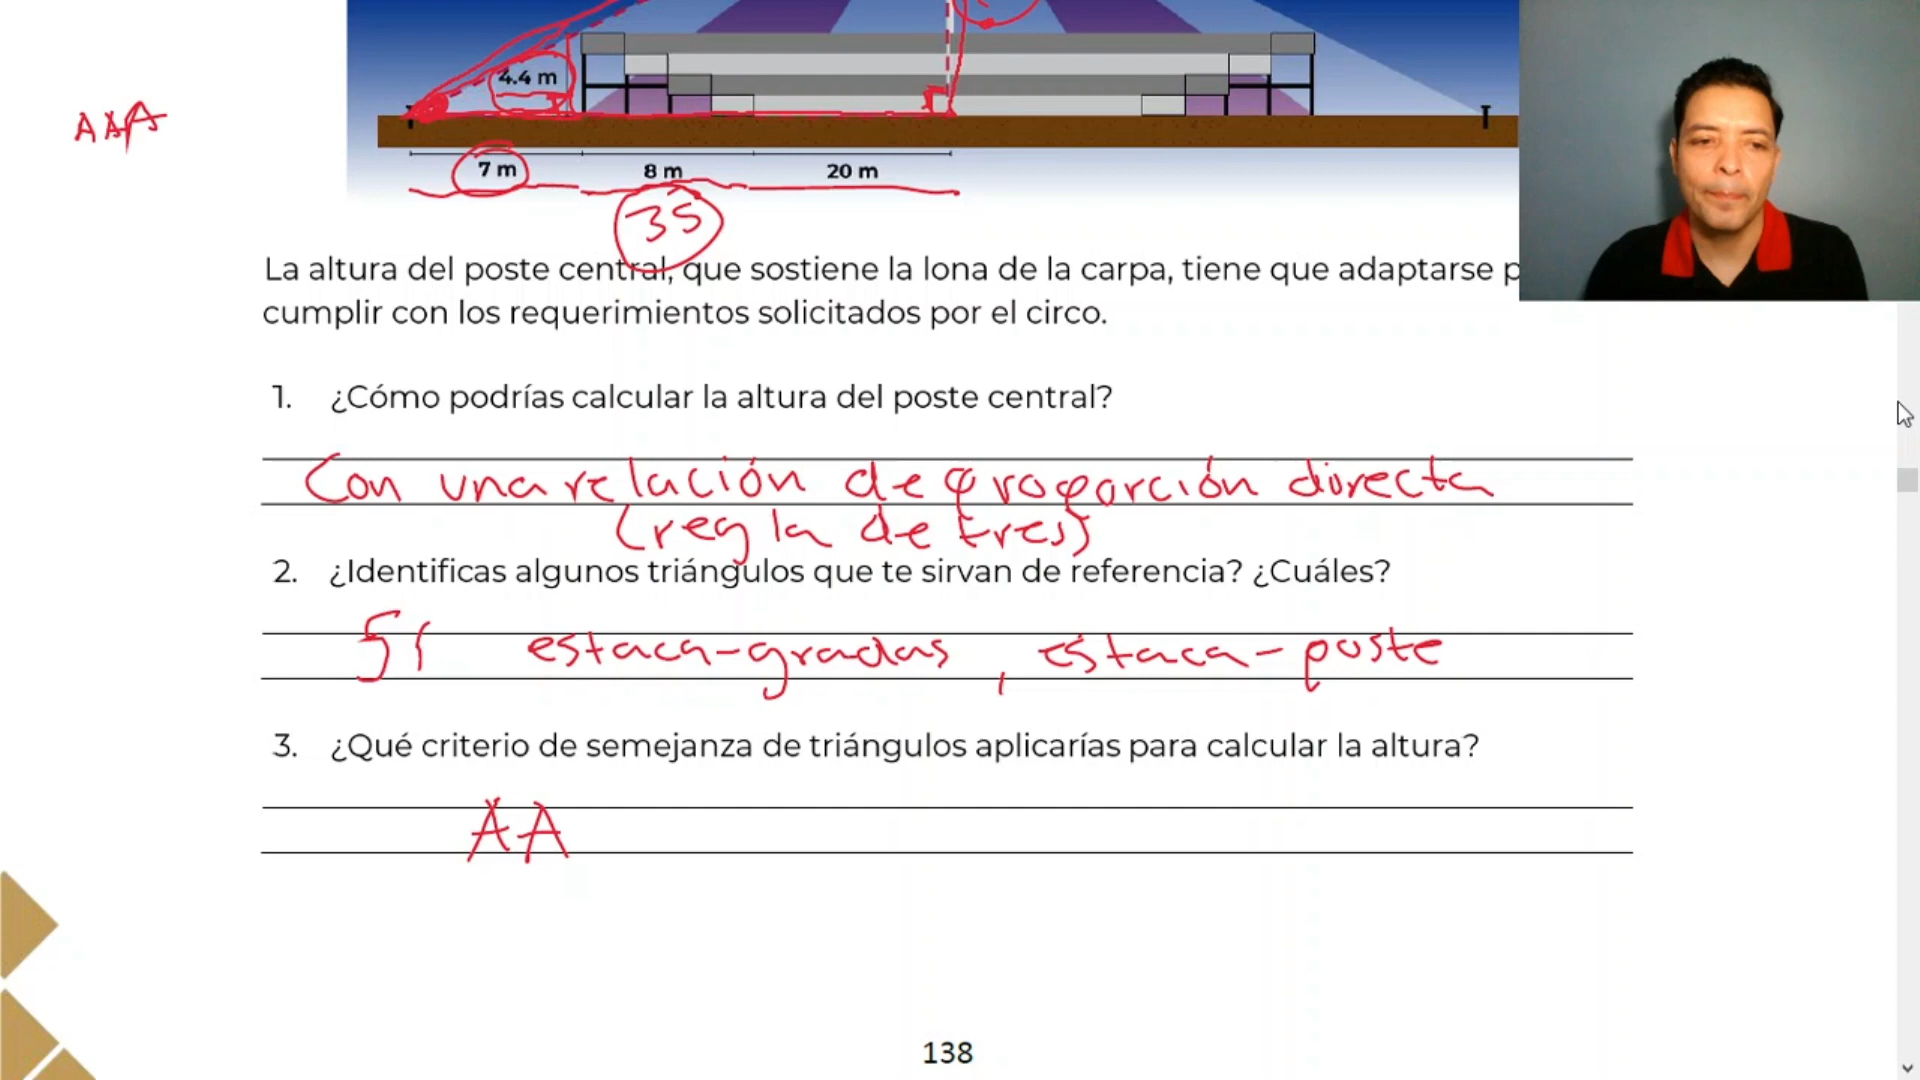 4.4 m
AAA
7 m 8 m 20 m
35
La altura del poste central, que sostiene la lona de la carpa, tiene que adaptarse p
cumplir con los requerimientos solicitados por el circo.
1. ¿Cómo podrías calcular la altura del poste central?
Con una relación de proporción directa
(regla de tres)
2. ¿Identificas algunos triángulos que te sirvan de referencia? ¿Cuáles?
Sí estaca-gradas, estaca-poste
3. ¿Qué criterio de semejanza de triángulos aplicarías para calcular la altura?
AA
138